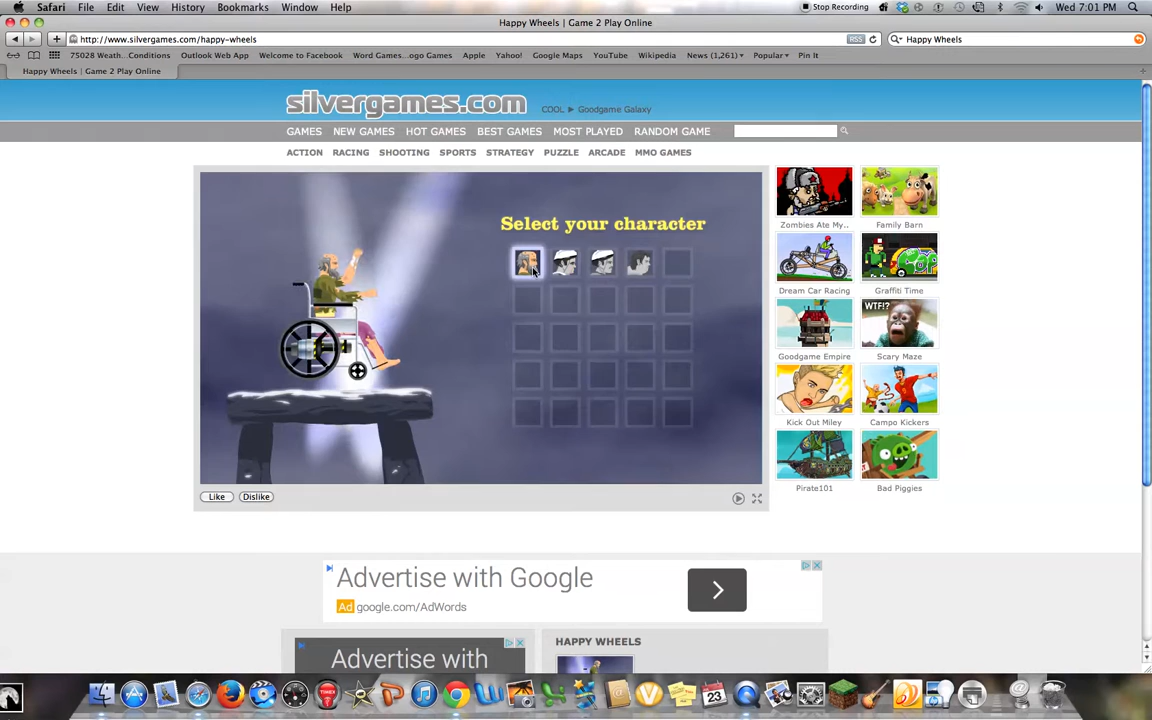 Safari File Edit View History Bookmarks Window Help Stop Recording Wed 7:01 PM
Happy Wheels | Game 2 Play Online
http://www.silvergames.com/happy-wheels RSS Happy Wheels
75028 Weath...Conditions Outlook Web App Welcome to Facebook Word Games...ogo Games Apple Yahoo! Google Maps YouTube Wikipedia News (1,261) Popular Pin It
Happy Wheels | Game 2 Play Online
silvergames.com COOL ► Goodgame Galaxy
GAMES NEW GAMES HOT GAMES BEST GAMES MOST PLAYED RANDOM GAME
ACTION RACING SHOOTING SPORTS STRATEGY PUZZLE ARCADE MMO GAMES
Select your character
Zombies Ate My.. Family Barn
Dream Car Racing Graffiti Time
WTF!?
Goodgame Empire Scary Maze
Kick Out Miley Campo Kickers
Pirate101 Bad Piggies
Like Dislike
Advertise with Google
Ad google.com/AdWords
HAPPY WHEELS
Advertise with
TIMEX
23